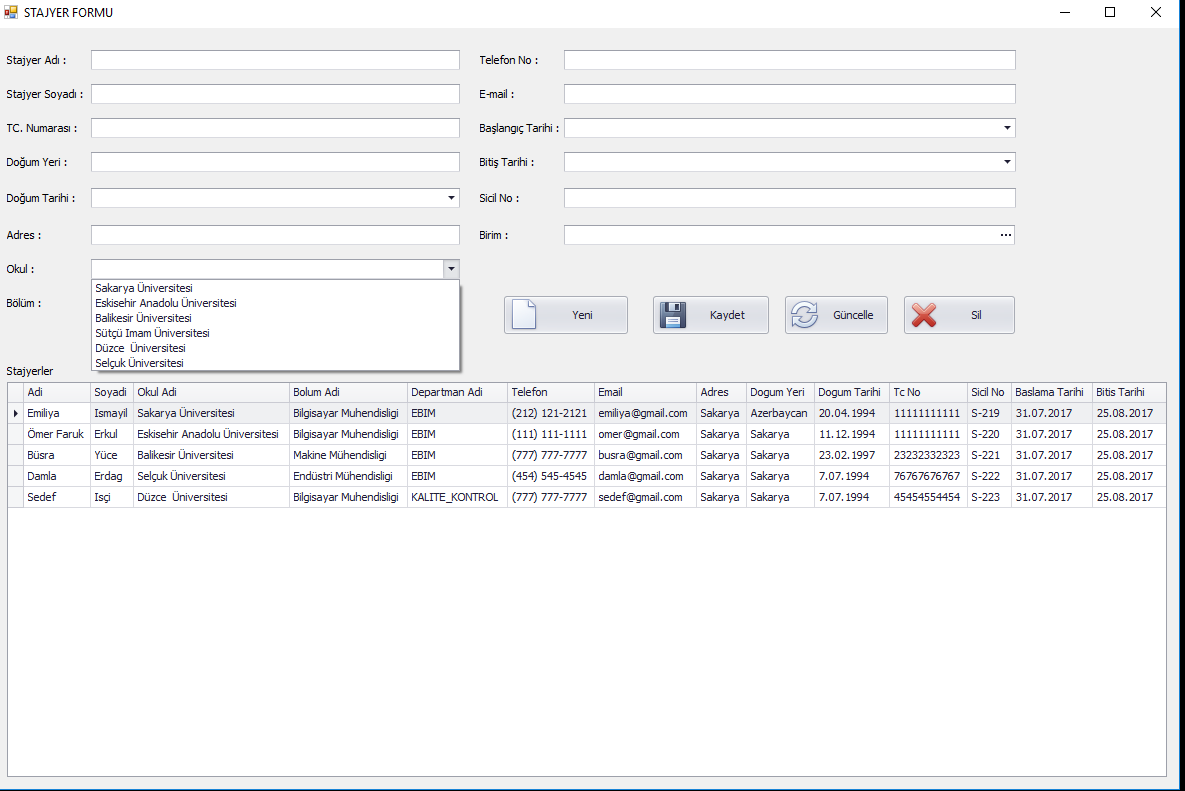 STAJYER FORMU
Stajyer Adı :
Telefon No :
Stajyer Soyadı :
E-mail :
TC. Numarası :
Başlangıç Tarihi :
Doğum Yeri :
Bitiş Tarihi :
Doğum Tarihi :
Sicil No :
Adres :
Birim :
...
Okul :
Sakarya Üniversitesi
Eskisehir Anadolu Üniversitesi
Balikesir Üniversitesi
Sütçü Imam Üniversitesi
Düzce  Üniversitesi
Selçuk Üniversitesi
Bölüm :
Yeni
Kaydet
Güncelle
Sil
Stajyerler
Adi Soyadi Okul Adi Bolum Adi Departman Adi Telefon Email Adres Dogum Yeri Dogum Tarihi Tc No Sicil No Baslama Tarihi Bitis Tarihi
Emiliya Ismayil Sakarya Üniversitesi Bilgisayar Muhendisligi EBIM (212) 121-2121 emiliya@gmail.com Sakarya Azerbaycan 20.04.1994 11111111111 S-219 31.07.2017 25.08.2017
Ömer Faruk Erkul Eskisehir Anadolu Üniversitesi Bilgisayar Muhendisligi EBIM (111) 111-1111 omer@gmail.com Sakarya Sakarya 11.12.1994 11111111111 S-220 31.07.2017 25.08.2017
Büsra Yüce Balikesir Üniversitesi Makine Mühendisligi EBIM (777) 777-7777 busra@gmail.com Sakarya Sakarya 23.02.1997 23232332323 S-221 31.07.2017 25.08.2017
Damla Erdag Selçuk Üniversitesi Endüstri Mühendisligi EBIM (454) 545-4545 damla@gmail.com Sakarya Sakarya 7.07.1994 76767676767 S-222 31.07.2017 25.08.2017
Sedef Isçi Düzce  Üniversitesi Bilgisayar Muhendisligi KALITE_KONTROL (777) 777-7777 sedef@gmail.com Sakarya Sakarya 7.07.1994 45454554454 S-223 31.07.2017 25.08.2017